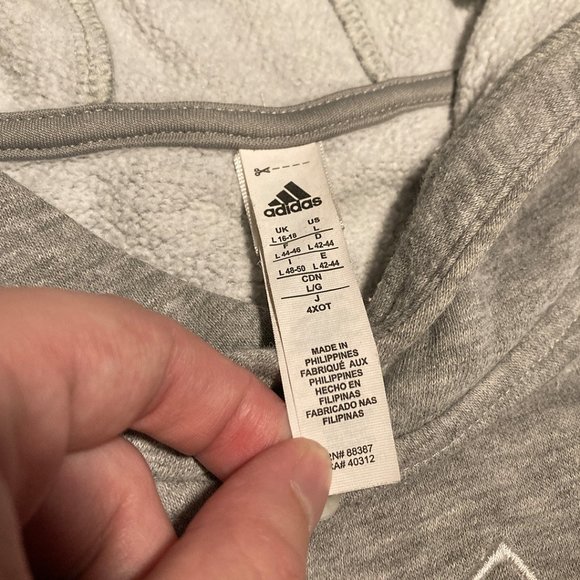 adidas
UK US
L 16-18 L
F D
L 44-46 L 42-44
I E
L 48-50 L 42-44
CDN
L/G
J
4XOT
MADE IN
PHILIPPINES
FABRIQUÉ AUX
PHILIPPINES
HECHO EN
FILIPINAS
FABRICADO NAS
FILIPINAS
RN# 88387
CA# 40312